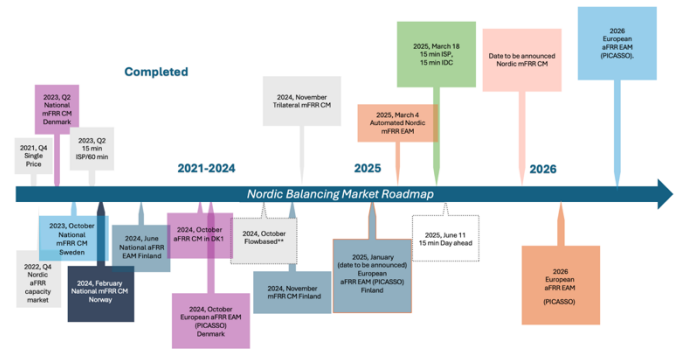 Completed
2021, Q4
Single
Price
2023, Q2
National
mFRR CM
Denmark
2023, Q2
15 min
ISP/60 min
2024, November
Trilateral mFRR CM
2025, March 4
Automated Nordic
mFRR EAM
2025, March 18
15 min ISP,
15 min IDC
Date to be announced
Nordic mFRR CM
2026
European
aFRR EAM
(PICASSO).
2021-2024
2025
2026
Nordic Balancing Market Roadmap
2022, Q4
Nordic
aFRR
capacity
market
2023, October
National
mFRR CM
Sweden
2024, February
National mFRR CM
Norway
2024, June
National aFRR
EAM Finland
2024, October
aFRR CM in DK1
2024, October
European aFRR EAM
(PICASSO)
Denmark
2024, October
Flowbased**
2024, November
mFRR CM Finland
2025, January
(date to be announced)
European
aFRR EAM (PICASSO)
Finland
2025, June 11
15 min Day ahead
2026
European
aFRR EAM
(PICASSO)